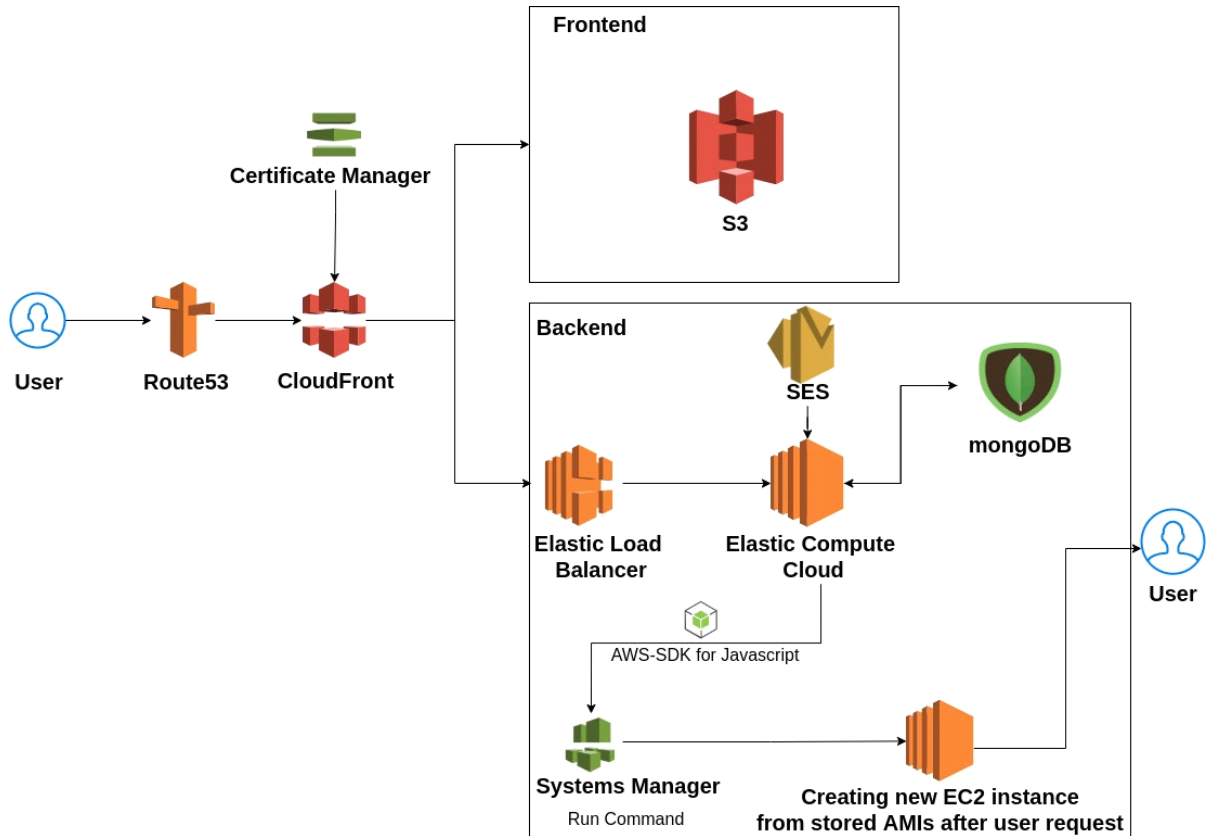 Frontend
S3
Certificate Manager
User
Route53
CloudFront
Backend
SES
mongoDB
Elastic Load
Balancer
Elastic Compute
Cloud
User
AWS-SDK for Javascript
Systems Manager
Run Command
Creating new EC2 instance
from stored AMIs after user request